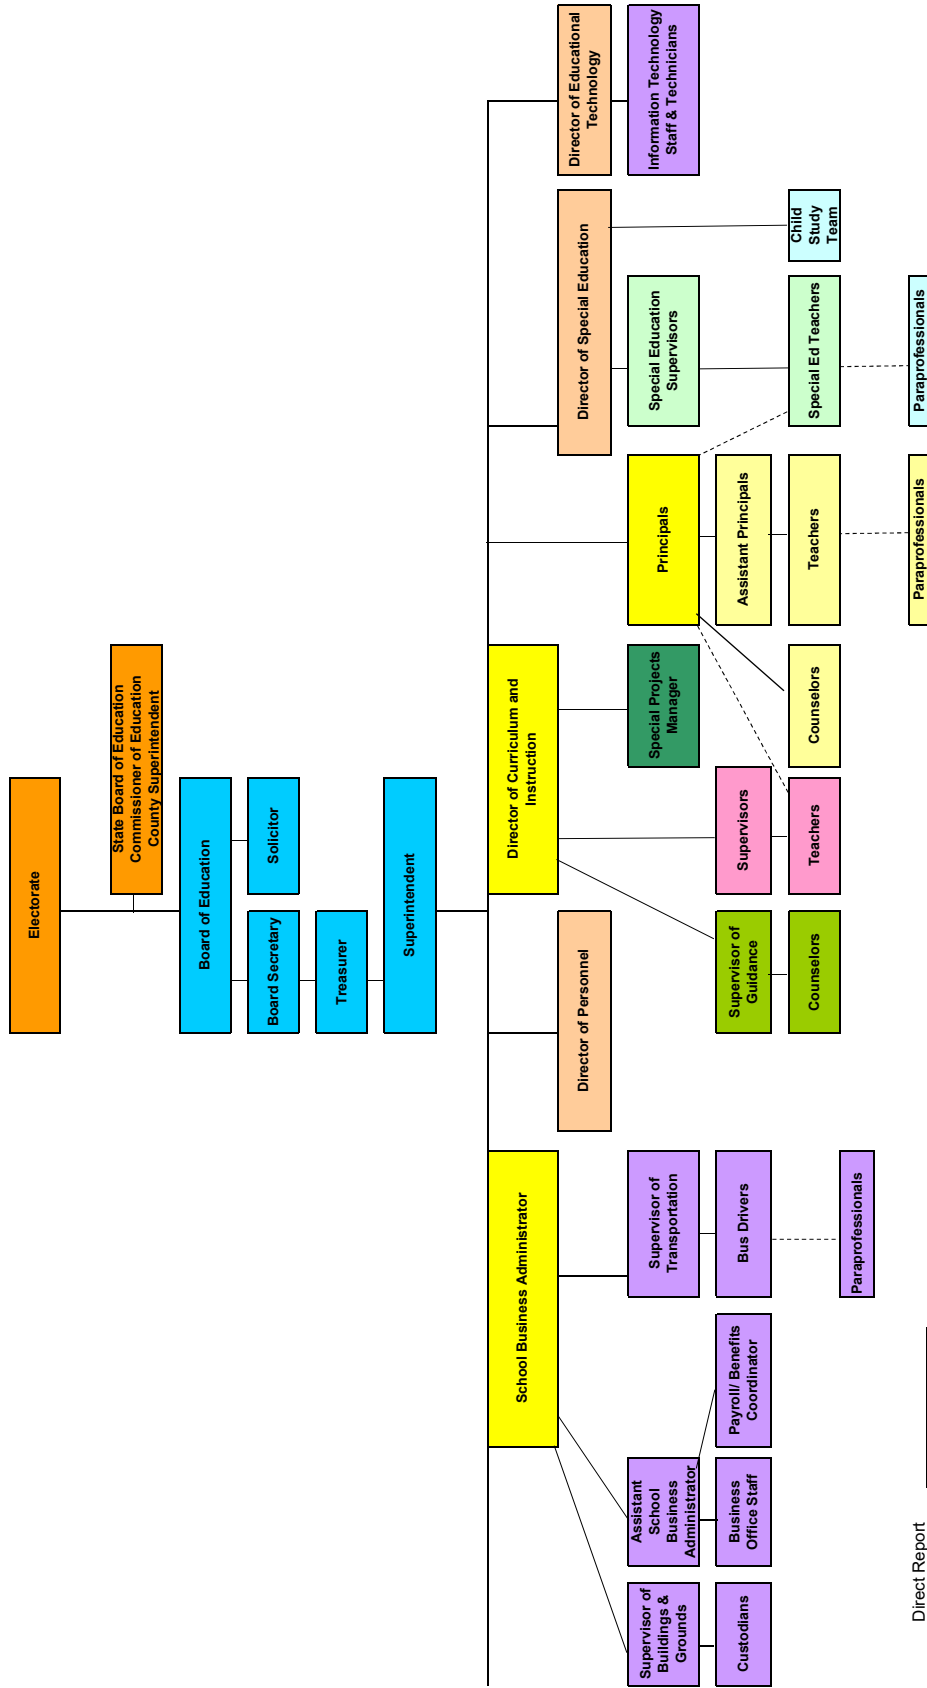 Electorate
State Board of Education
Commissioner of Education
County Superintendent
Board of Education
Board Secretary
Solicitor
Treasurer
Superintendent
School Business Administrator
Director of Curriculum and
Instruction
Director of Personnel
Director of Special Education
Director of Educational
Technology
Supervisor of
Buildings &
Grounds
Assistant
School
Business
Administrator
Supervisor of
Transportation
Special Projects
Manager
Principals
Special Education
Supervisors
Information Technology
Staff & Technicians
Custodians
Business
Office Staff
Payroll/ Benefits
Coordinator
Bus Drivers
Supervisor of
Guidance
Supervisors
Assistant Principals
Counselors
Teachers
Counselors
Teachers
Special Ed Teachers
Child
Study
Team
Paraprofessionals
Paraprofessionals
Paraprofessionals
Direct Report